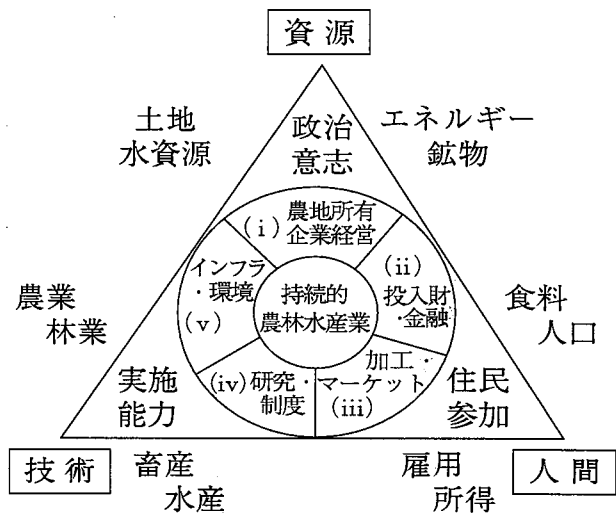 資源
土地
水資源
エネルギー
鉱物
政治
意志
(i) 農地所有
企業経営
インフラ
・環境
(v)
(ii)
投入財
・金融
持続的
農林水産業
農業
林業
食料
人口
実施
能力
(iv) 研究・
制度
加工・
マーケット
(iii)
住民
参加
技術
畜産
水産
雇用
所得
人間